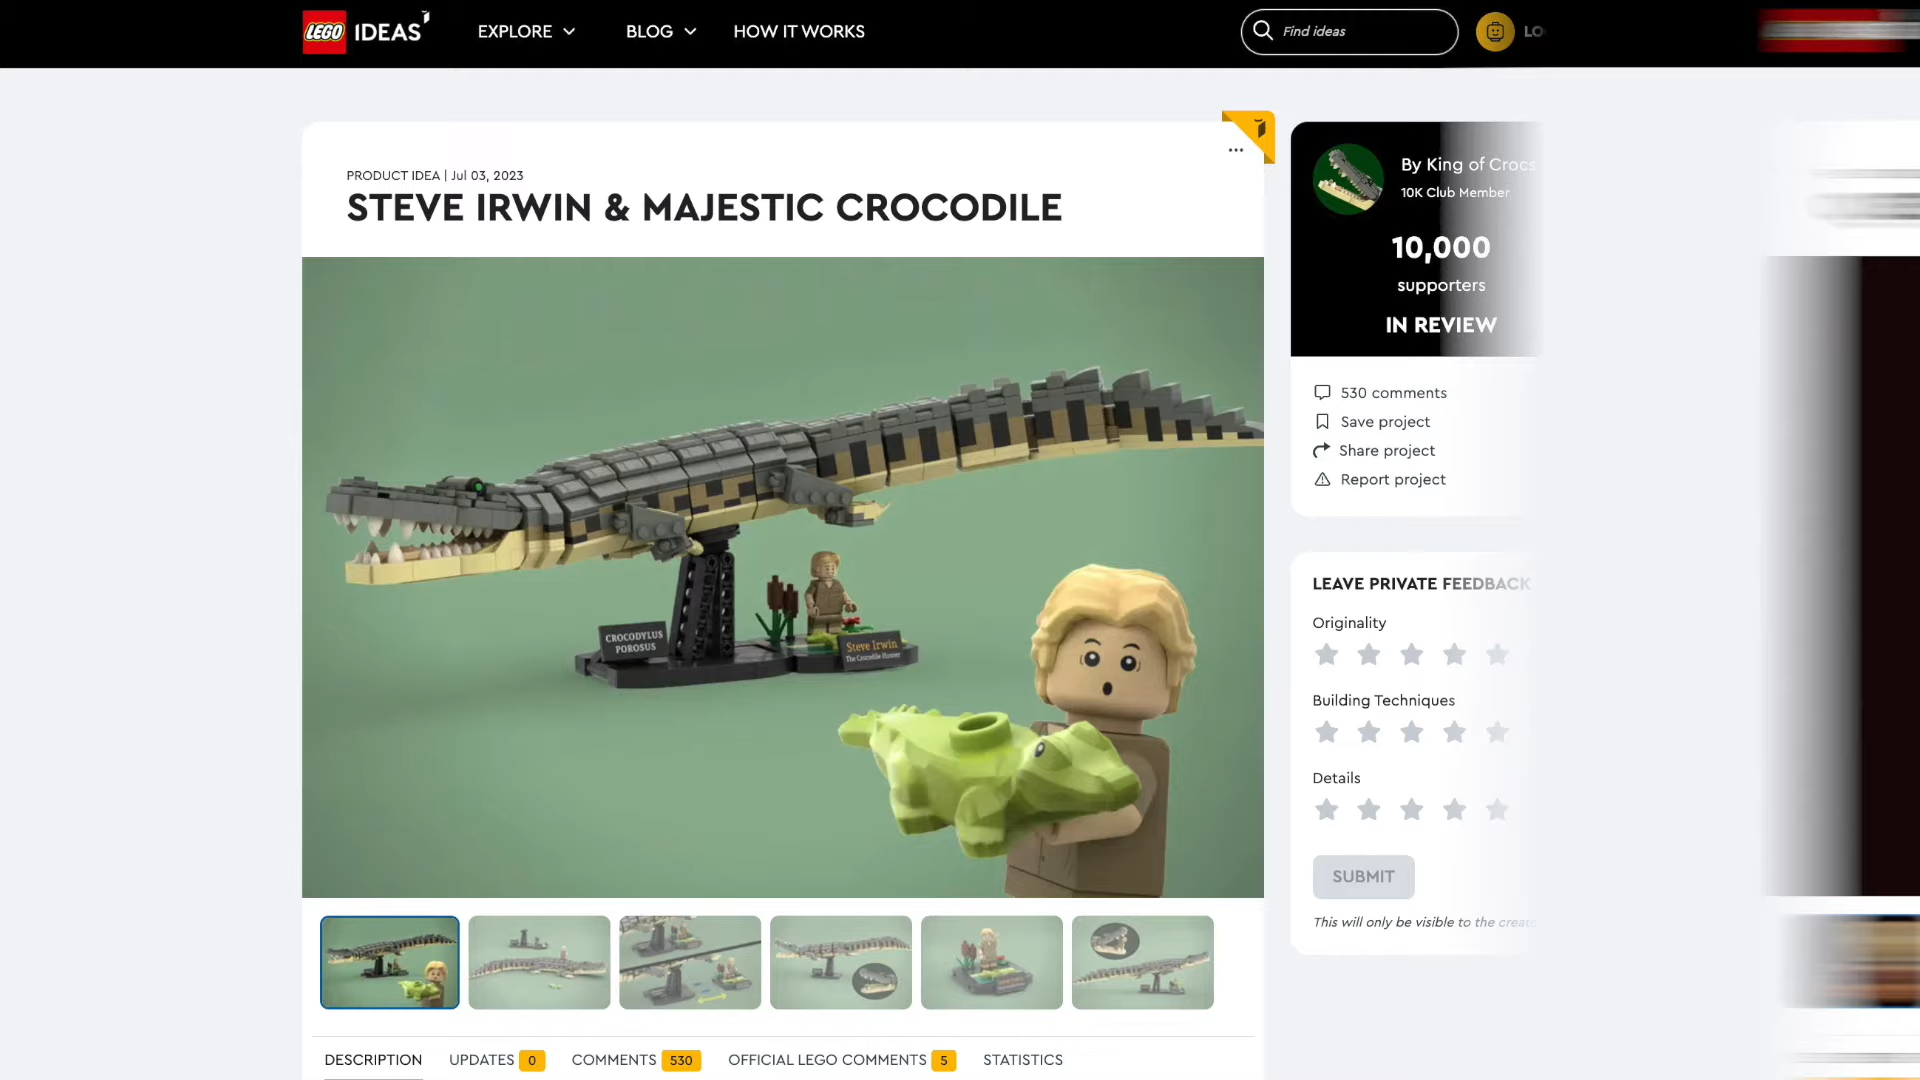 LEGO IDEAS EXPLORE BLOG HOW IT WORKS Find ideas
PRODUCT IDEA | Jul 03, 2023
STEVE IRWIN & MAJESTIC CROCODILE
CROCODYLUS
POROSUS
Steve Irwin
The Crocodile Hunter
By King of Crocs
10K Club Member
10,000
supporters
IN REVIEW
530 comments
Save project
Share project
Report project
LEAVE PRIVATE FEEDBACK
Originality
Building Techniques
Details
SUBMIT
This will only be visible to the
DESCRIPTION UPDATES 0 COMMENTS 530 OFFICIAL LEGO COMMENTS 5 STATISTICS